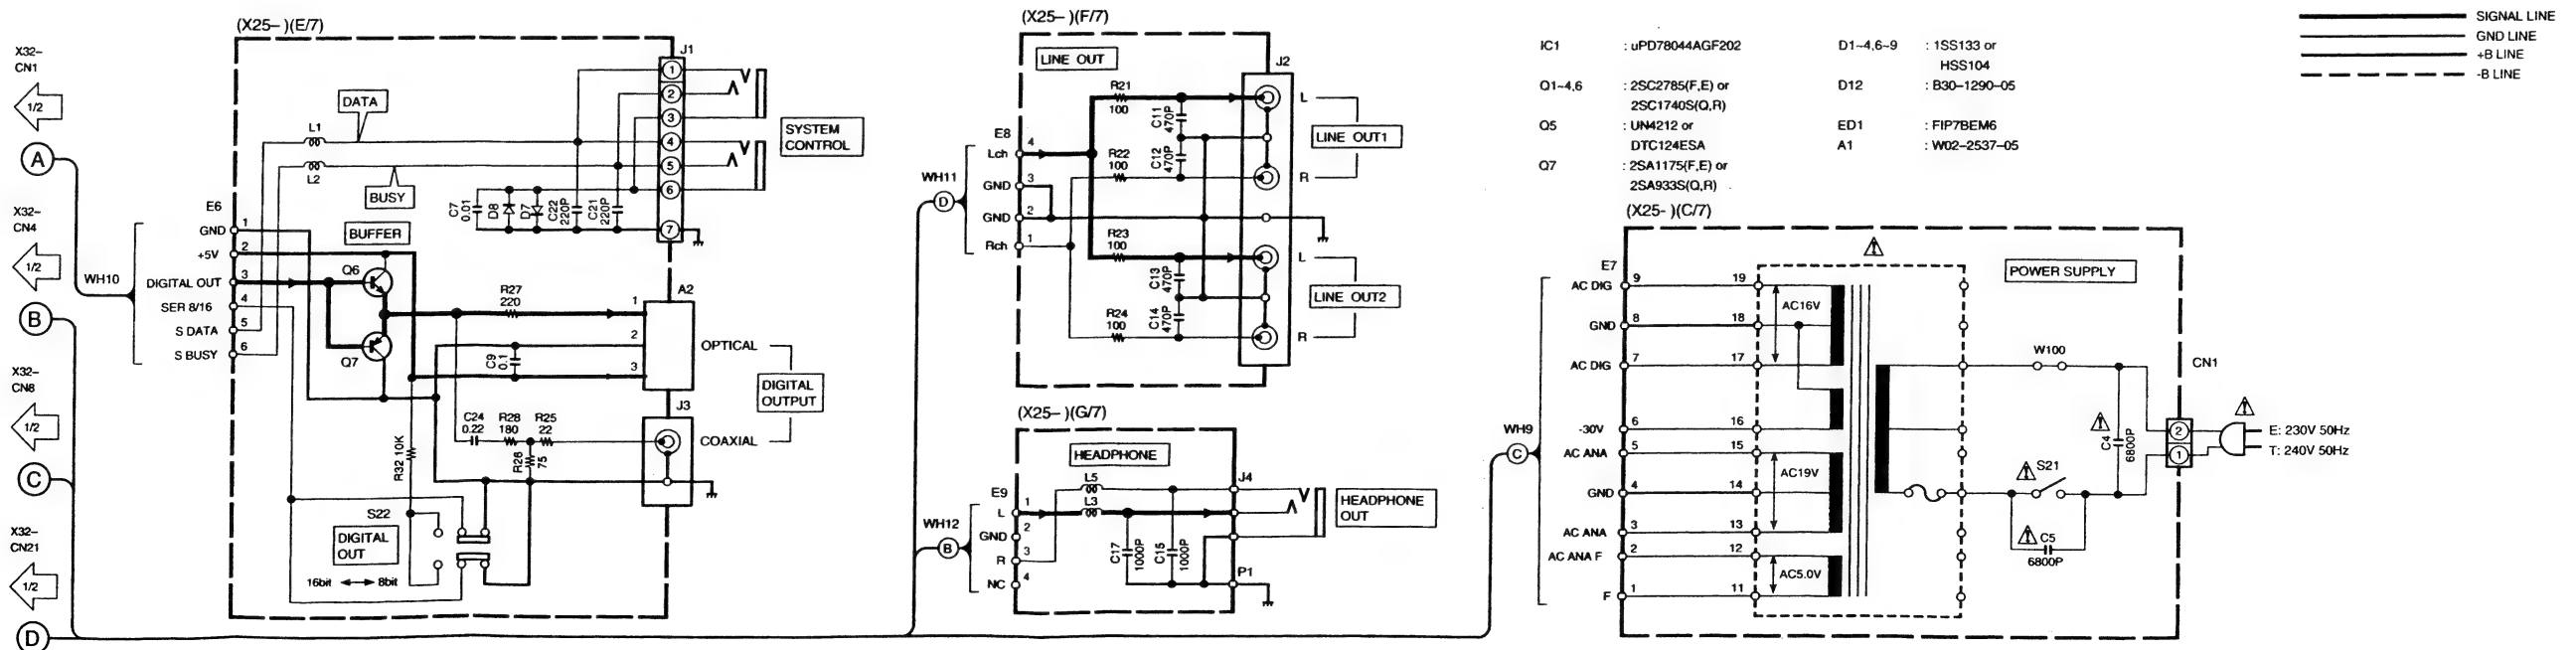 X32-
CN1
1/2
A
X32-
CN4
1/2
B
X32-
CN8
1/2
C
X32-
CN21
1/2
D
(X25- )(E/7)
J1
1
2
3
4
5
6
7
SYSTEM
CONTROL
DATA
L1
L2
BUSY
C7
0.01
D8
D7
C22
220P
C21
220P
E6
WH10
1
GND
2
+5V
3
DIGITAL OUT
4
SER 8/16
5
S DATA
6
S BUSY
BUFFER
Q6
Q7
R27
220
A2
1
2
3
C9
0.1
OPTICAL
DIGITAL
OUTPUT
J3
COAXIAL
C24
0.22
R28
180
R25
22
R26
75
R32 10K
S22
DIGITAL
OUT
16bit
8bit
(X25- )(F/7)
LINE OUT
J2
E8
WH11
D
4
Lch
3
GND
2
GND
1
Rch
R21
100
R22
100
R23
100
R24
100
C11
470P
C12
470P
C13
470P
C14
470P
L
R
LINE OUT1
L
R
LINE OUT2
(X25- )(G/7)
HEADPHONE
E9
WH12
B
1
L
2
GND
3
R
4
NC
L5
L3
C17
1000P
C15
1000P
J4
P1
HEADPHONE
OUT
IC1 : uPD78044AGF202
Q1~4,6 : 2SC2785(F,E) or
2SC1740S(Q,R)
Q5 : UN4212 or
DTC124ESA
Q7 : 2SA1175(F,E) or
2SA933S(Q,R)
D1~4,6~9 : 1SS133 or
HSS104
D12 : B30-1290-05
ED1 : FIP7BEM6
A1 : W02-2537-05
SIGNAL LINE
GND LINE
+B LINE
-B LINE
(X25- )(C/7)
POWER SUPPLY
E7
WH9
C
AC DIG 9 19
GND 8 18
AC DIG 7 17
-30V 6 16
AC ANA 5 15
GND 4 14
AC ANA 3 13
AC ANA F 2 12
F 1 11
AC16V
AC19V
AC5.0V
W100
CN1
C4
6800P
2
1
S21
C5
6800P
E: 230V 50Hz
T: 240V 50Hz